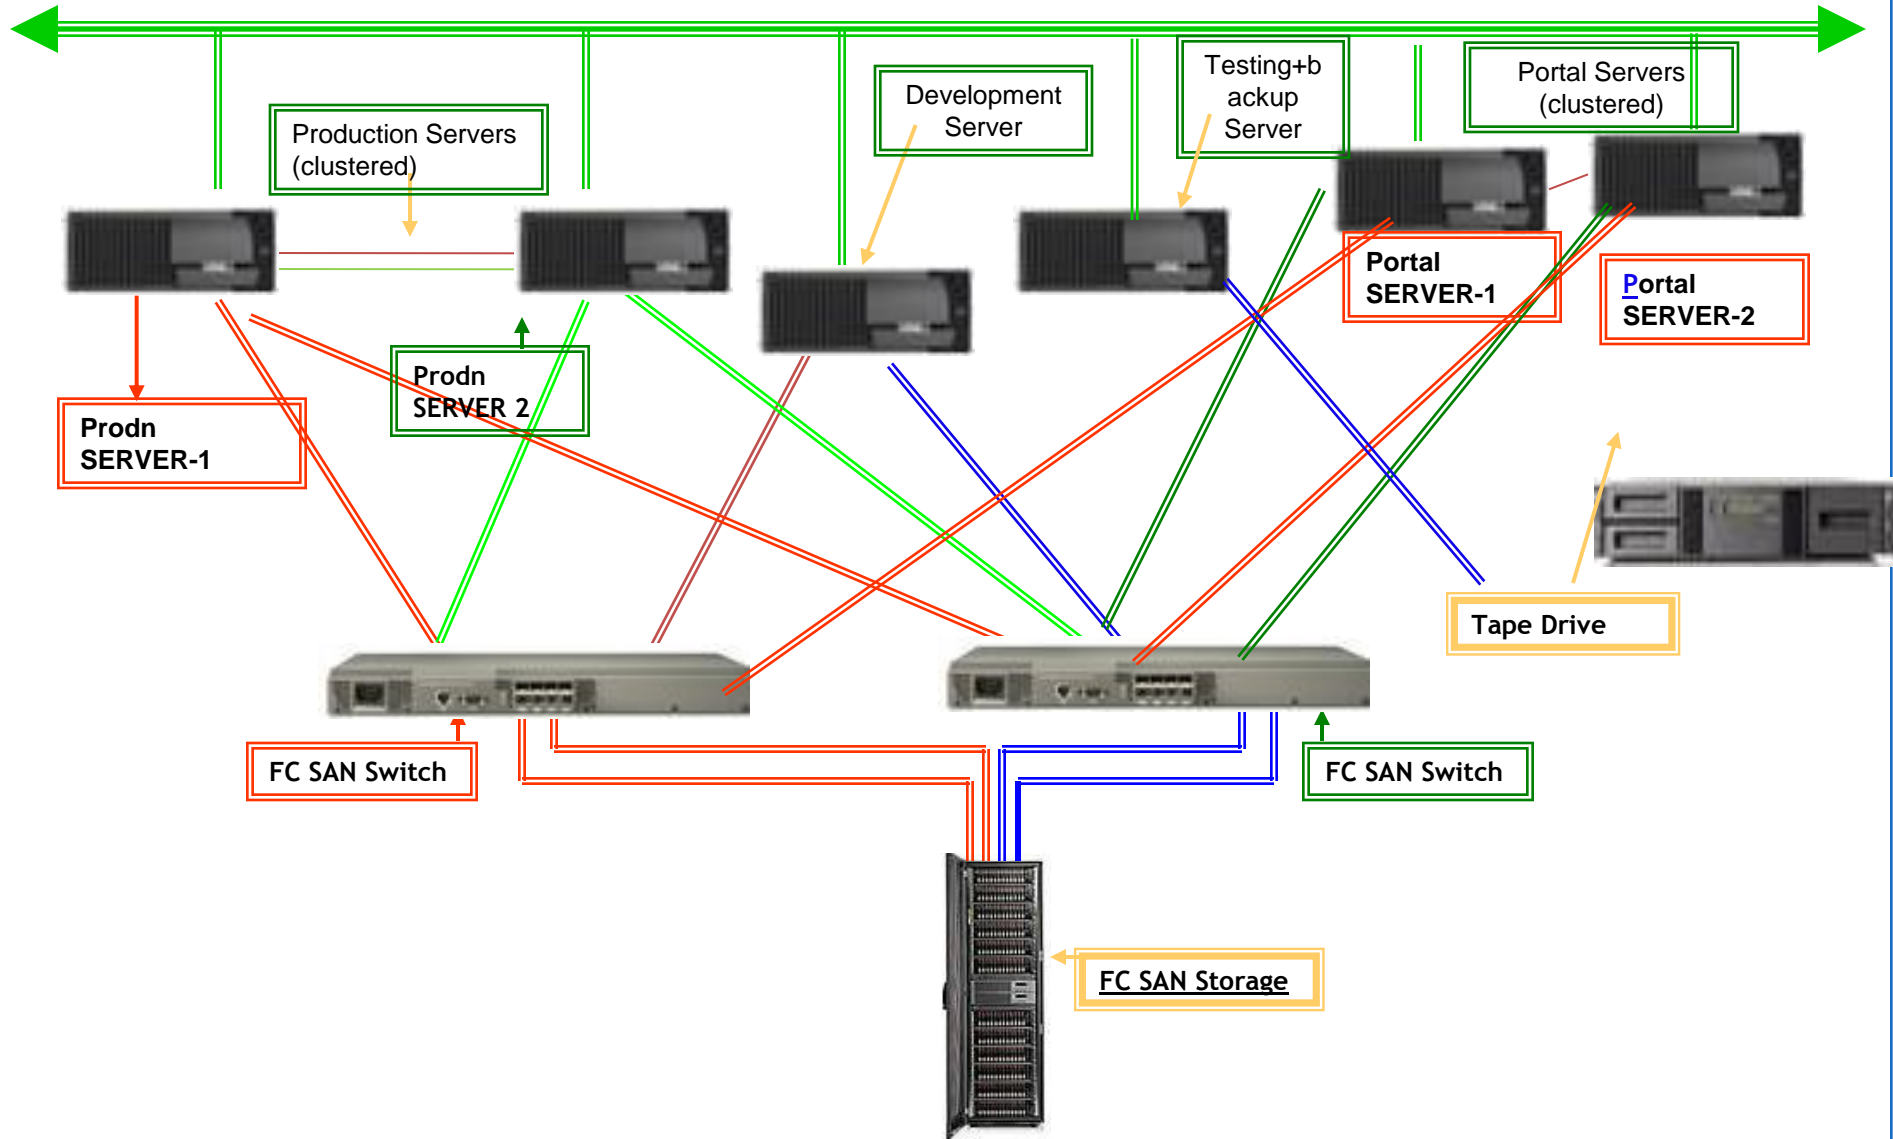 Production Servers
(clustered)
Development
Server
Testing+b
ackup
Server
Portal Servers
(clustered)
Portal
SERVER-1
Portal
SERVER-2
Prodn
SERVER 2
Prodn
SERVER-1
Tape Drive
FC SAN Switch
FC SAN Switch
FC SAN Storage